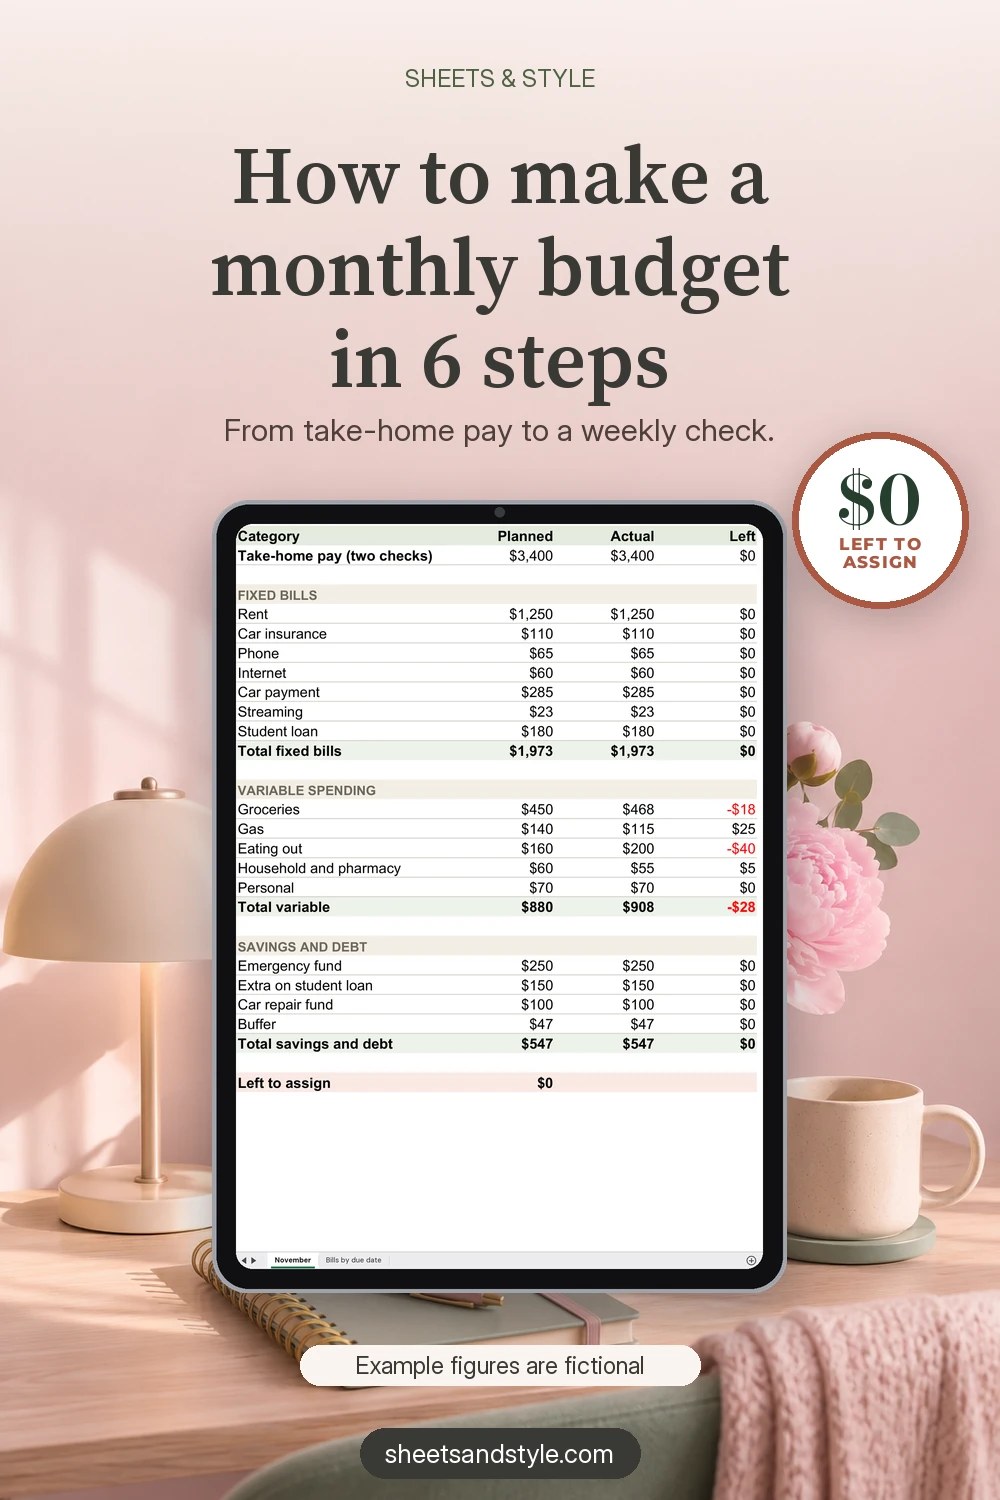 SHEETS & STYLE
How to make a
monthly budget
in 6 steps
From take-home pay to a weekly check.
$0
LEFT TO
ASSIGN
Category Planned Actual Left
Take-home pay (two checks) $3,400 $3,400 $0
FIXED BILLS
Rent $1,250 $1,250 $0
Car insurance $110 $110 $0
Phone $65 $65 $0
Internet $60 $60 $0
Car payment $285 $285 $0
Streaming $23 $23 $0
Student loan $180 $180 $0
Total fixed bills $1,973 $1,973 $0
VARIABLE SPENDING
Groceries $450 $468 -$18
Gas $140 $115 $25
Eating out $160 $200 -$40
Household and pharmacy $60 $55 $5
Personal $70 $70 $0
Total variable $880 $908 -$28
SAVINGS AND DEBT
Emergency fund $250 $250 $0
Extra on student loan $150 $150 $0
Car repair fund $100 $100 $0
Buffer $47 $47 $0
Total savings and debt $547 $547 $0
Left to assign $0
November Bills by due date
Example figures are fictional
sheetsandstyle.com